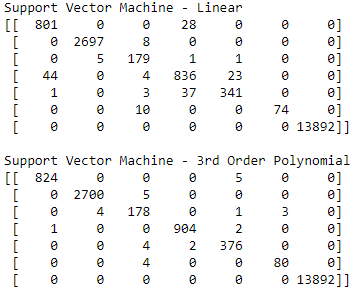 Support Vector Machine - Linear
[[ 801 0 0 28 0 0 0]
[ 0 2697 8 0 0 0 0]
[ 0 5 179 1 1 0 0]
[ 44 0 4 836 23 0 0]
[ 1 0 3 37 341 0 0]
[ 0 0 10 0 0 74 0]
[ 0 0 0 0 0 0 13892]]
Support Vector Machine - 3rd Order Polynomial
[[ 824 0 0 0 5 0 0]
[ 0 2700 5 0 0 0 0]
[ 0 4 178 0 1 3 0]
[ 1 0 0 904 2 0 0]
[ 0 0 4 2 376 0 0]
[ 0 0 4 0 0 80 0]
[ 0 0 0 0 0 0 13892]]